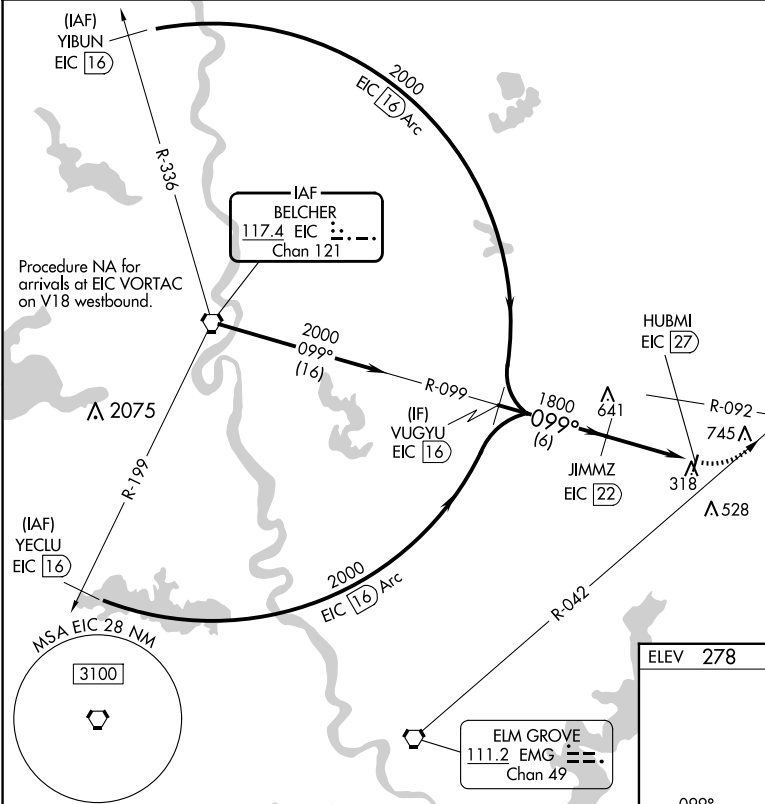 (IAF)
YIBUN
EIC 16
2000
EIC 16 Arc
R-336
IAF
BELCHER
117.4 EIC
Chan 121
Procedure NA for
arrivals at EIC VORTAC
on V18 westbound.
2000
099°
(16)
R-099
HUBMI
EIC 27
(IF)
VUGYU
EIC 16
1800
099°
(6)
641
R-092
745
JIMMZ
EIC 22
318
528
2075
R-199
(IAF)
YECLU
EIC 16
2000
EIC 16 Arc
R-042
MSA EIC 28 NM
3100
ELEV 278
ELM GROVE
111.2 EMG
Chan 49
099°